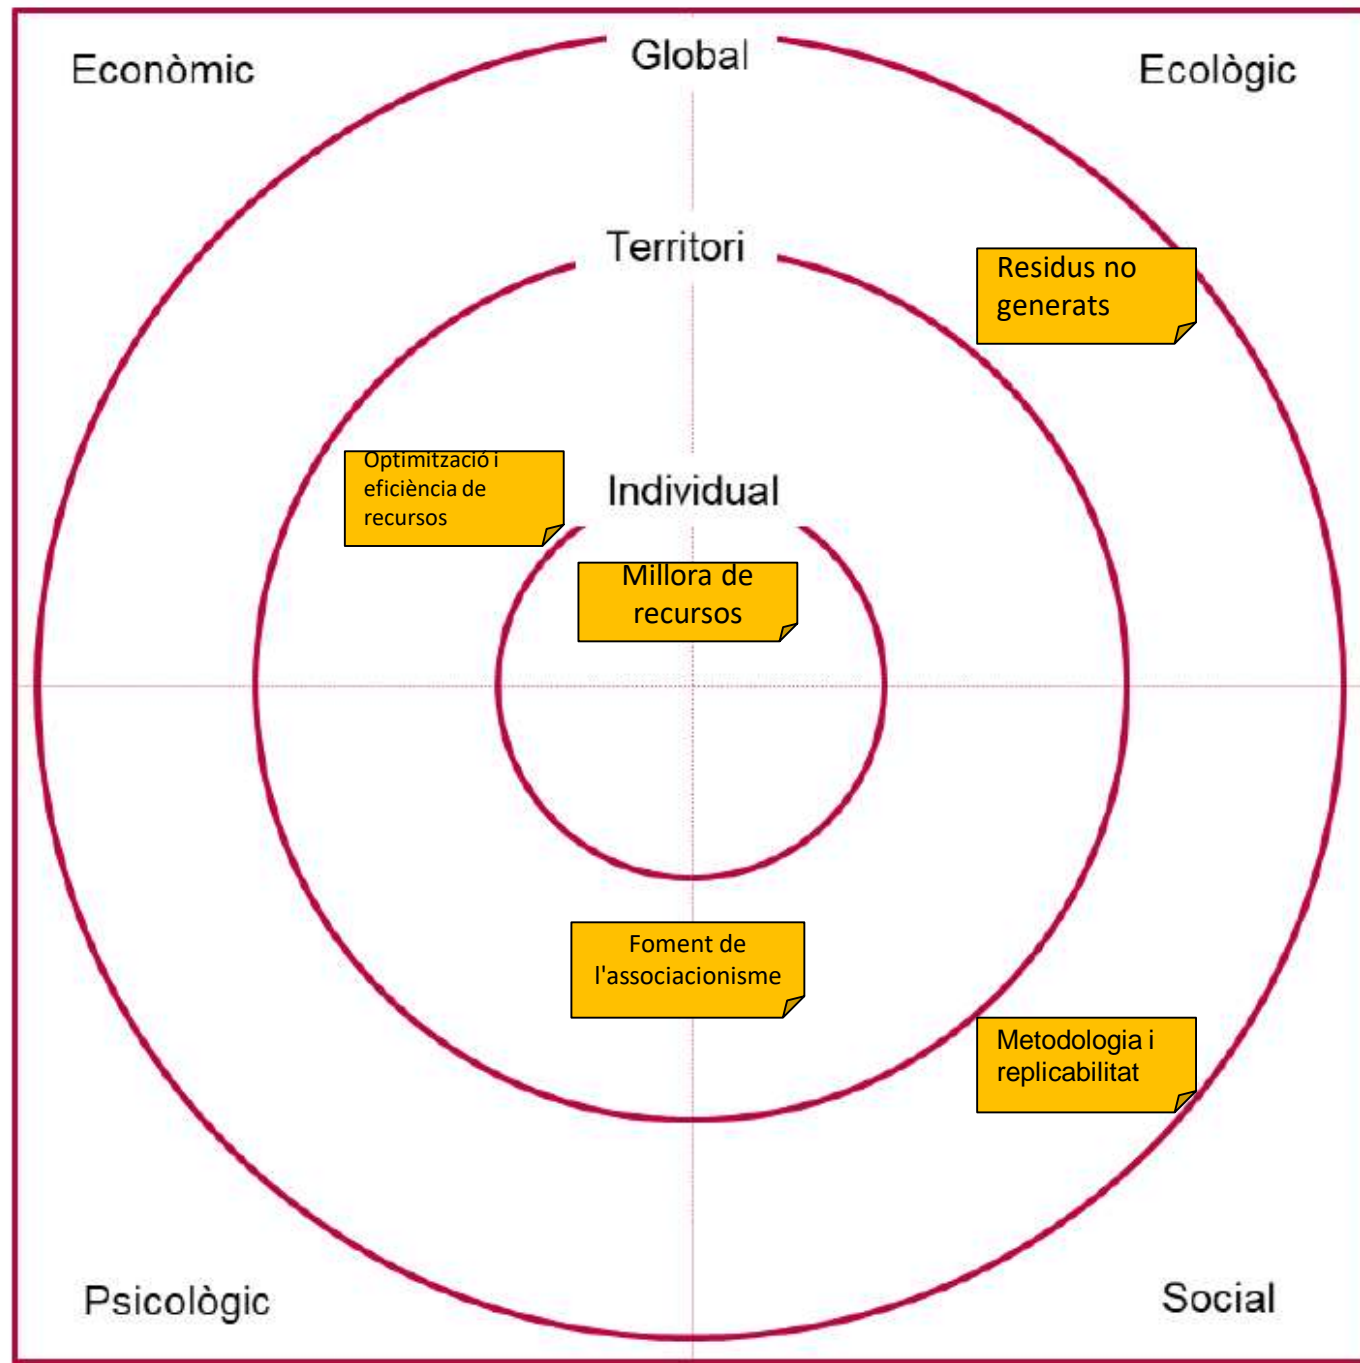 Econòmic
Global
Ecològic
Territori
Residus no
generats
Optimització i
eficiència de
recursos
Individual
Millora de
recursos
Foment de
l'associacionisme
Metodologia i
replicabilitat
Psicològic
Social